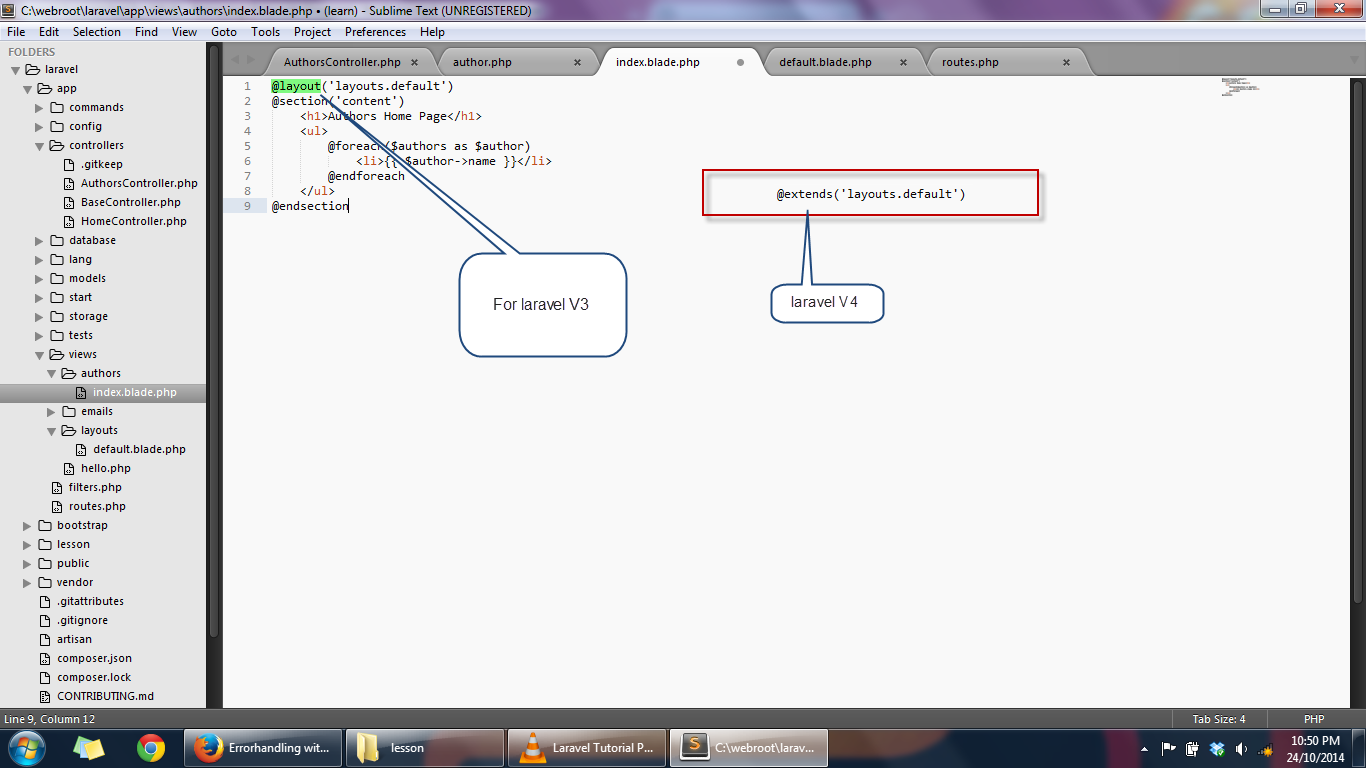 C:\webroot\laravel\app\views\authors\index.blade.php • (learn) - Sublime Text (UNREGISTERED)
File Edit Selection Find View Goto Tools Project Preferences Help
FOLDERS
laravel
app
commands
config
controllers
.gitkeep
AuthorsController.php
BaseController.php
HomeController.php
database
lang
models
start
storage
tests
views
authors
index.blade.php
emails
layouts
default.blade.php
hello.php
filters.php
routes.php
bootstrap
lesson
public
vendor
.gitattributes
.gitignore
artisan
composer.json
composer.lock
CONTRIBUTING.md
AuthorsController.php × author.php × index.blade.php default.blade.php × routes.php ×
1 @layout('layouts.default')
2 @section('content')
3 <h1>Authors Home Page</h1>
4 <ul>
5 @foreach($authors as $author)
6 <li>{{ $author->name }}</li>
7 @endforeach
8 </ul>
9 @endsection
@extends('layouts.default')
For laravel V3
laravel V4
Line 9, Column 12 Tab Size: 4 PHP
Errorhandling wit... lesson Laravel Tutorial P... C:\webroot\larav...
10:50 PM
24/10/2014